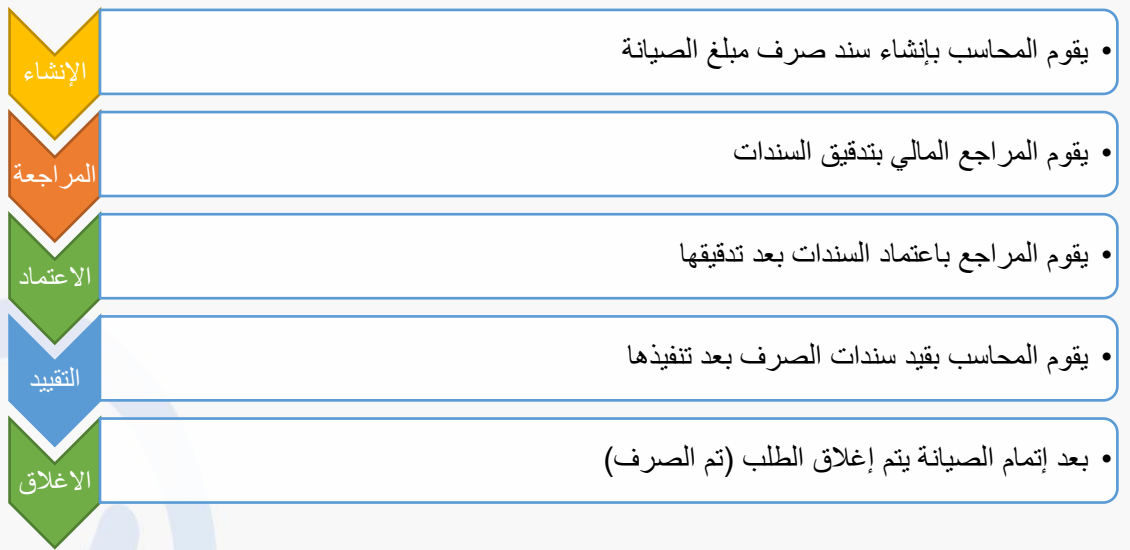 الإنشاء
• يقوم المحاسب بإنشاء سند صرف مبلغ الصيانة
المراجعة
• يقوم المراجع المالي بتدقيق السندات
الاعتماد
• يقوم المراجع باعتماد السندات بعد تدقيقها
التقييد
• يقوم المحاسب بقيد سندات الصرف بعد تنفيذها
الاغلاق
• بعد إتمام الصيانة يتم إغلاق الطلب (تم الصرف)